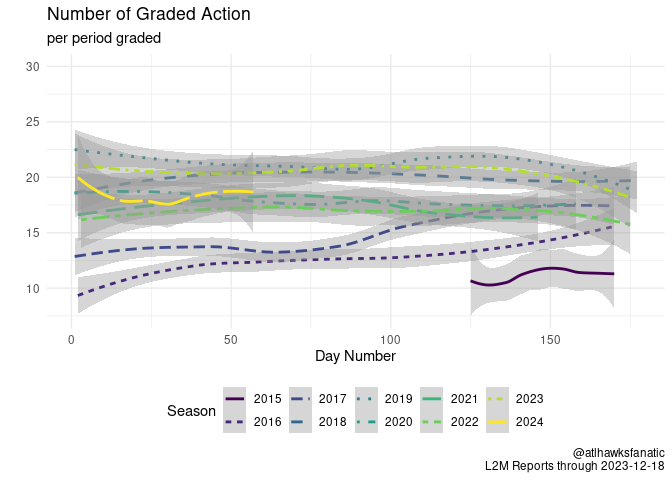 Number of Graded Action
per period graded
30
25
20
15
10
0 50 100 150
Day Number
Season
2015 2017 2019 2021 2023
2016 2018 2020 2022 2024
@atlhawksfanatic
L2M Reports through 2023-12-18